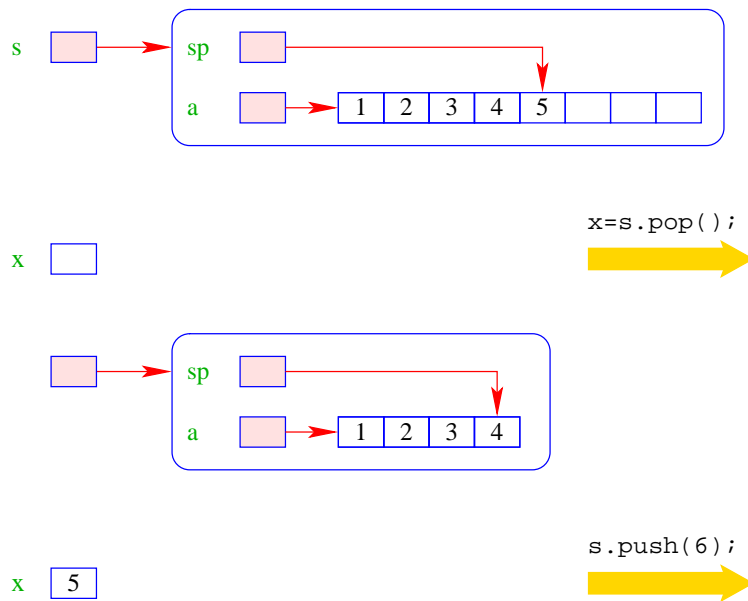 s sp
a 1 2 3 4 5
x=s.pop();
x
sp
a 1 2 3 4
s.push(6);
x 5